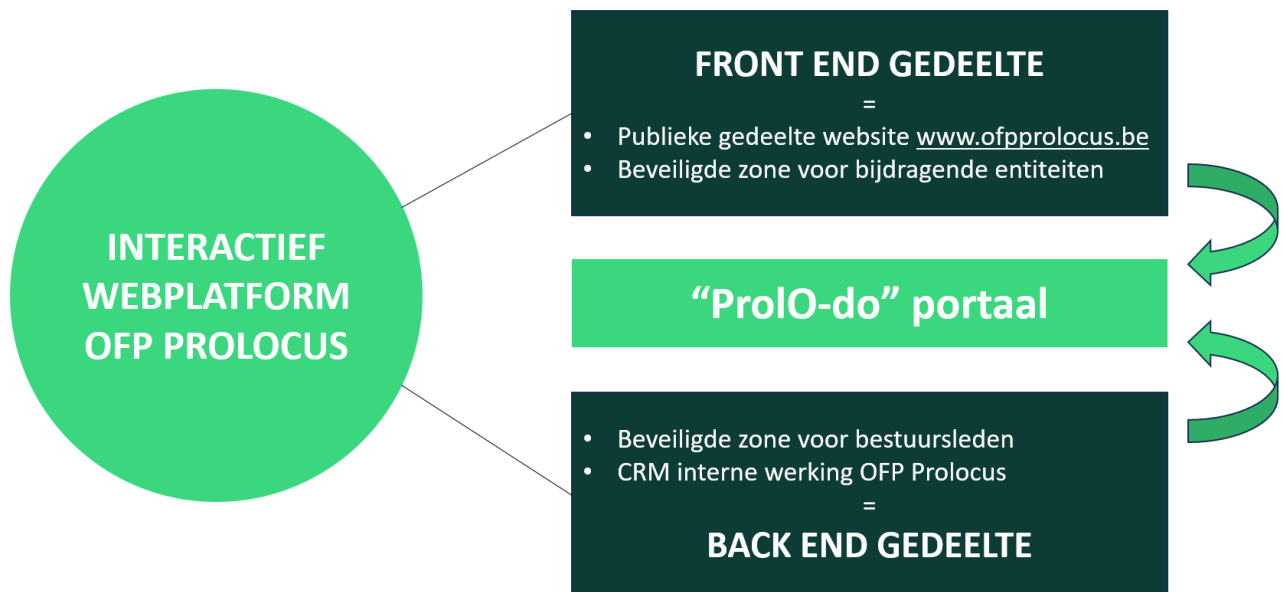 INTERACTIEF
WEBPLATFORM
OFP PROLOCUS
FRONT END GEDEELTE
=
• Publieke gedeelte website www.ofpprolocus.be
• Beveiligde zone voor bijdragende entiteiten
“ProlO-do” portaal
• Beveiligde zone voor bestuursleden
• CRM interne werking OFP Prolocus
=
BACK END GEDEELTE